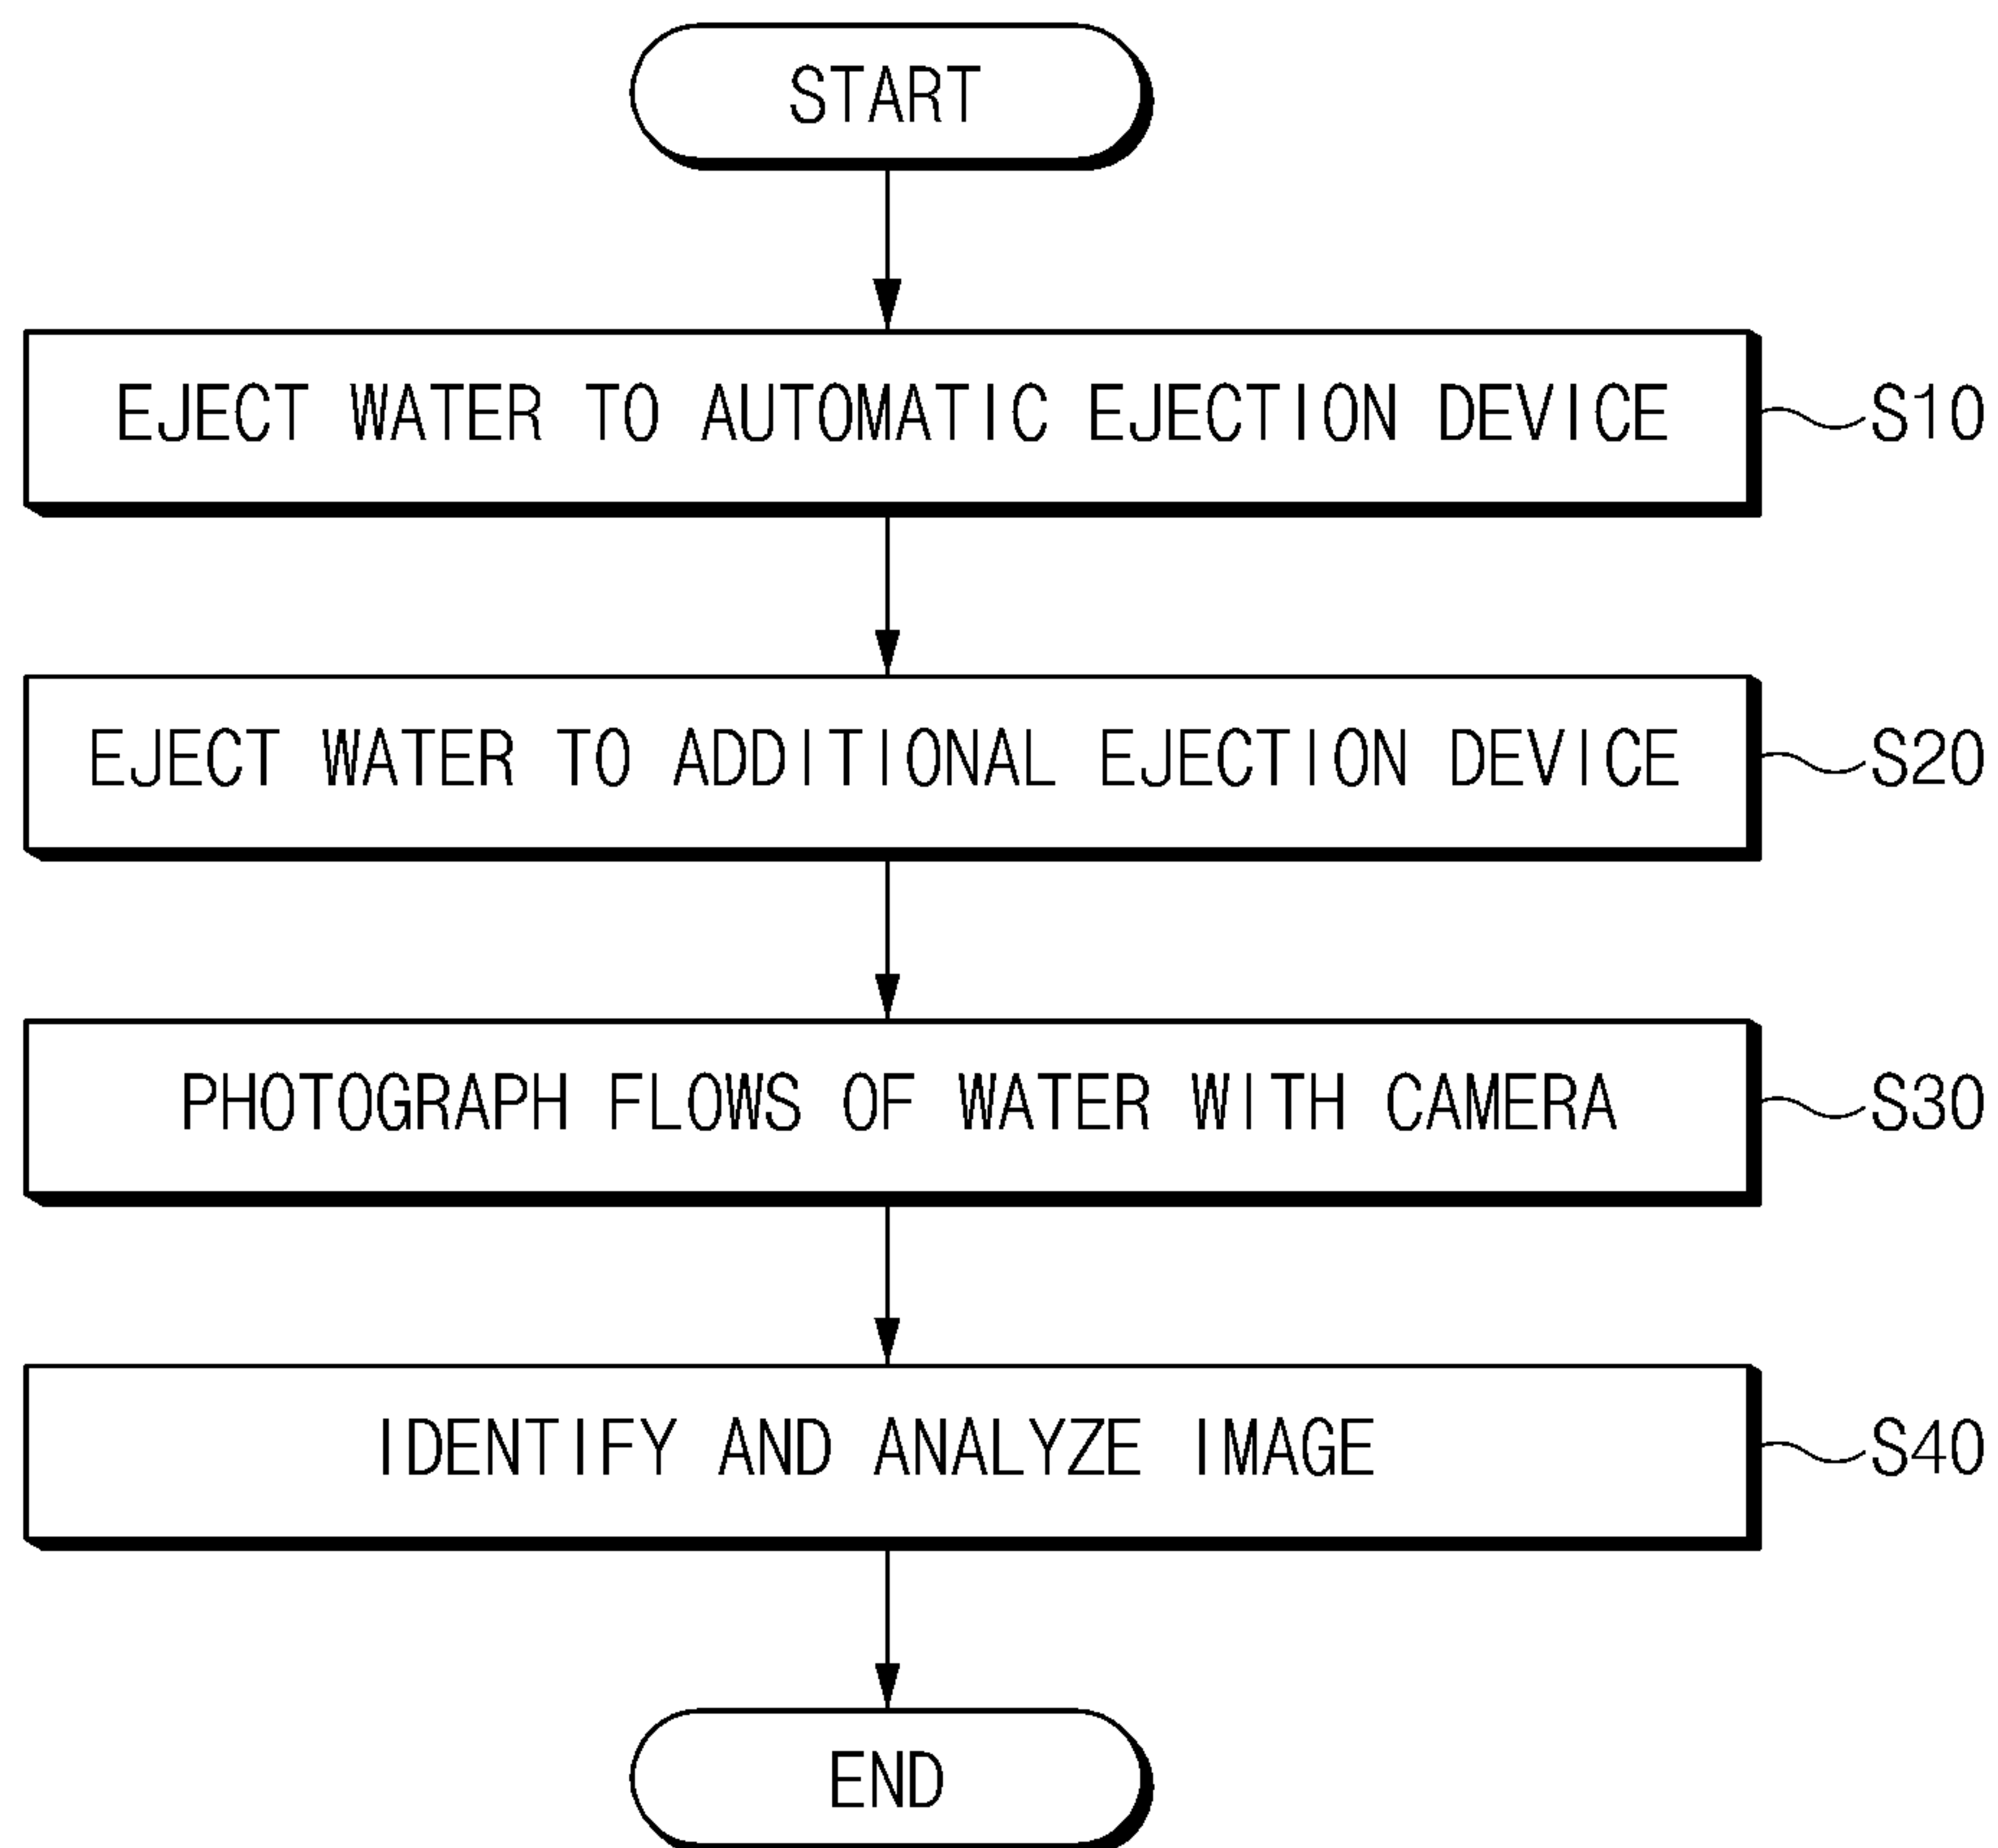 START
EJECT WATER TO AUTOMATIC EJECTION DEVICE S10
EJECT WATER TO ADDITIONAL EJECTION DEVICE S20
PHOTOGRAPH FLOWS OF WATER WITH CAMERA S30
IDENTIFY AND ANALYZE IMAGE S40
END